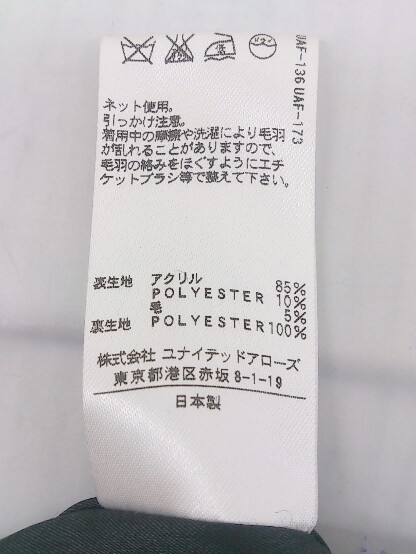 ドライ
UAF-136 UAF-173
ネット使用。
引っかけ注意。
着用中の摩擦や洗濯により毛羽
が乱れることがありますので、
毛羽の絡みをほぐすようにエチ
ケットブラシ等で整えて下さい。
表生地 アクリル 85%
POLYESTER 10%
毛 5%
裏生地 POLYESTER 100%
株式会社 ユナイテッドアローズ
東京都港区赤坂 8-1-19
日本製